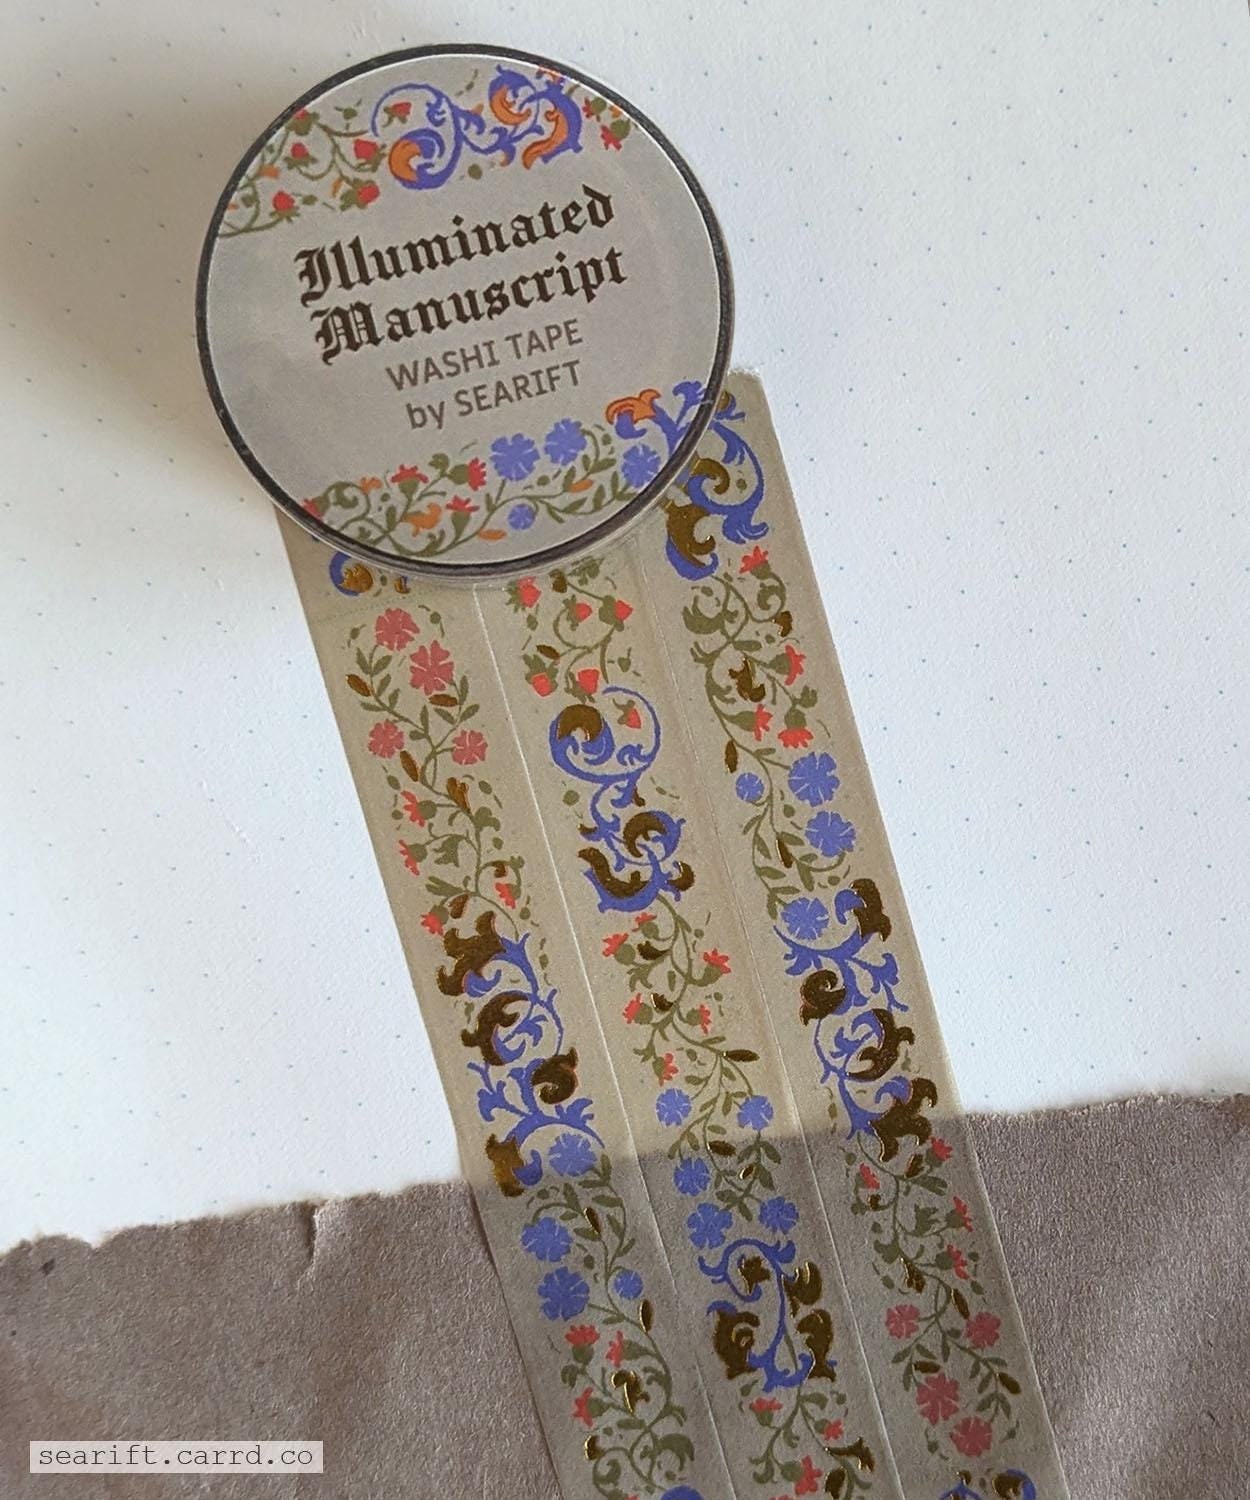 Illuminated
Manuscript
WASHI TAPE
by SEARIFT
searift.carrd.co